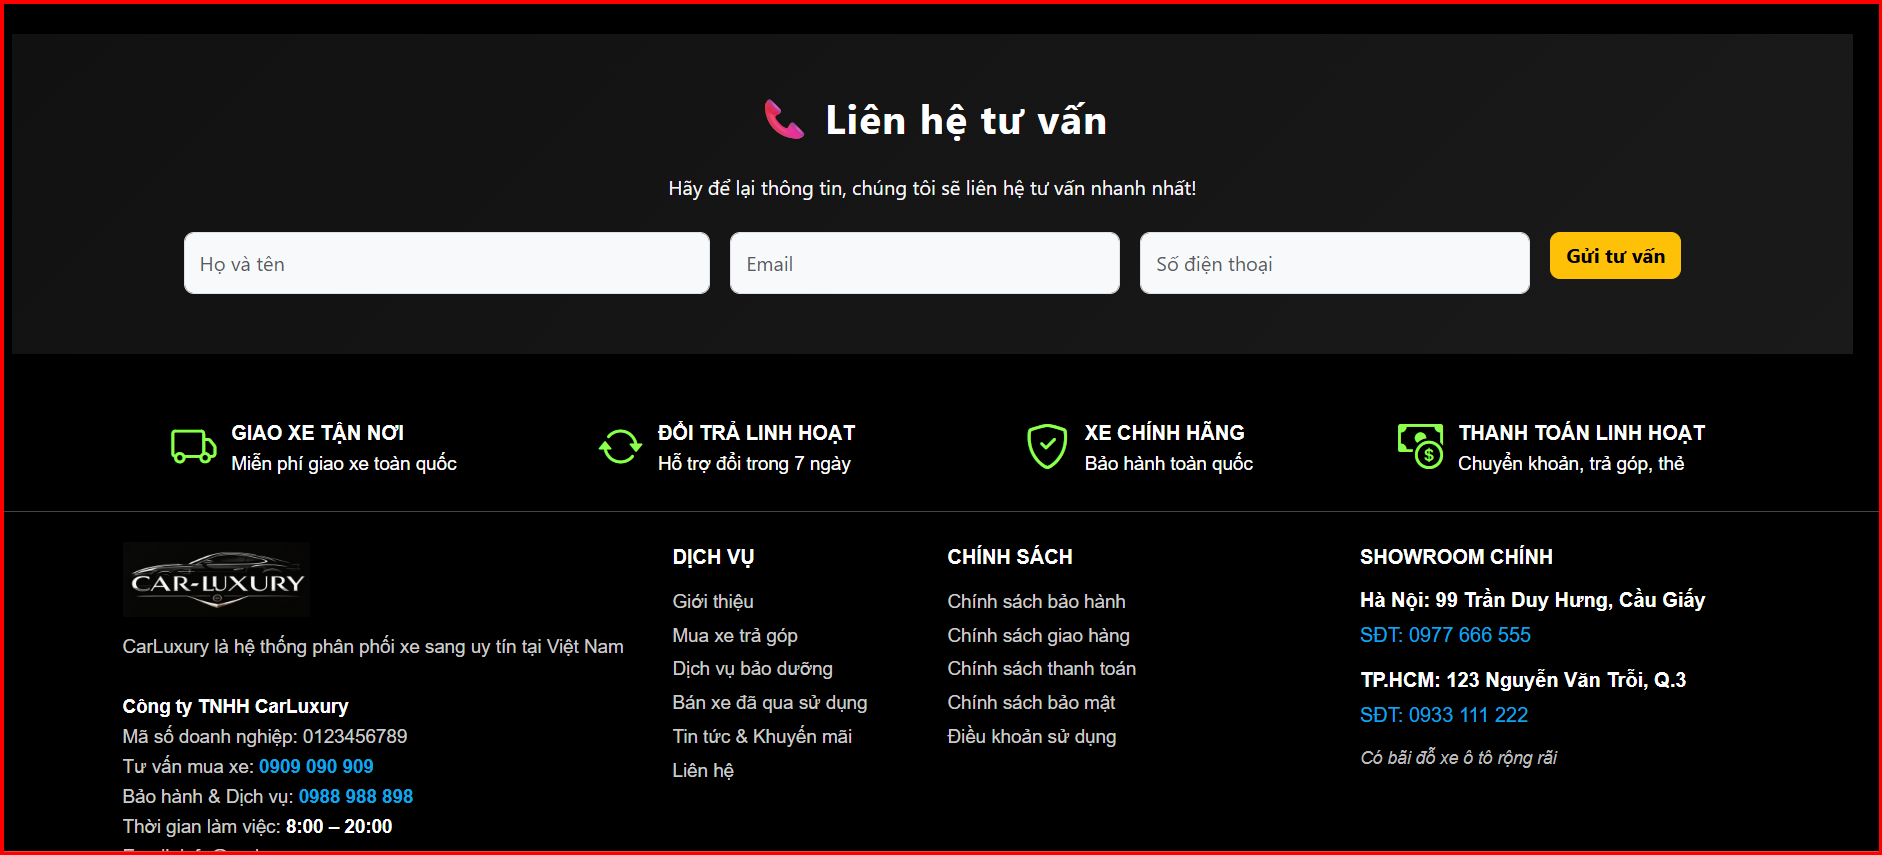 Liên hệ tư vấn
Hãy để lại thông tin, chúng tôi sẽ liên hệ tư vấn nhanh nhất!
Họ và tên
Email
Số điện thoại
Gửi tư vấn
GIAO XE TẬN NƠI
Miễn phí giao xe toàn quốc
ĐỔI TRẢ LINH HOẠT
Hỗ trợ đổi trong 7 ngày
XE CHÍNH HÃNG
Bảo hành toàn quốc
THANH TOÁN LINH HOẠT
Chuyển khoản, trả góp, thẻ
CAR-LUXURY
CarLuxury là hệ thống phân phối xe sang uy tín tại Việt Nam
Công ty TNHH CarLuxury
Mã số doanh nghiệp: 0123456789
Tư vấn mua xe: 0909 090 909
Bảo hành & Dịch vụ: 0988 988 898
Thời gian làm việc: 8:00 – 20:00
DỊCH VỤ
Giới thiệu
Mua xe trả góp
Dịch vụ bảo dưỡng
Bán xe đã qua sử dụng
Tin tức & Khuyến mãi
Liên hệ
CHÍNH SÁCH
Chính sách bảo hành
Chính sách giao hàng
Chính sách thanh toán
Chính sách bảo mật
Điều khoản sử dụng
SHOWROOM CHÍNH
Hà Nội: 99 Trần Duy Hưng, Cầu Giấy
SĐT: 0977 666 555
TP.HCM: 123 Nguyễn Văn Trỗi, Q.3
SĐT: 0933 111 222
Có bãi đỗ xe ô tô rộng rãi